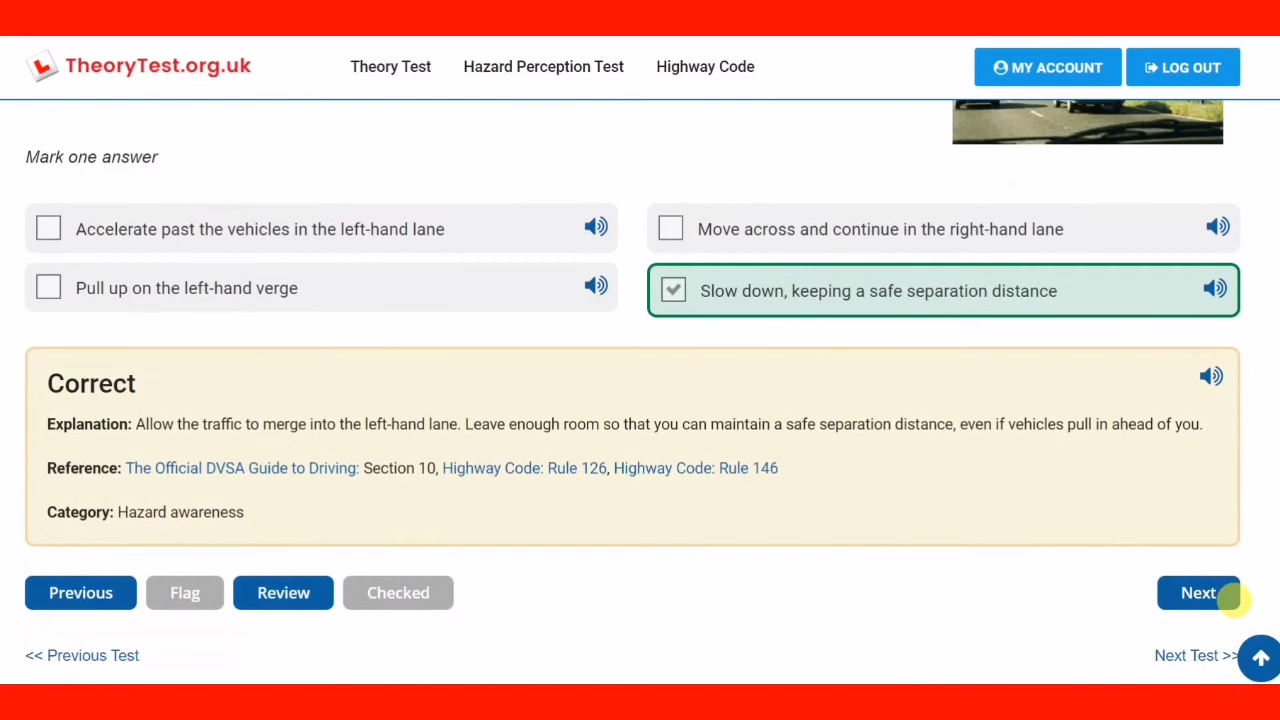 TheoryTest.org.uk
Theory Test
Hazard Perception Test
Highway Code
MY ACCOUNT
LOG OUT
Mark one answer
Accelerate past the vehicles in the left-hand lane
Move across and continue in the right-hand lane
Pull up on the left-hand verge
Slow down, keeping a safe separation distance
Correct
Explanation: Allow the traffic to merge into the left-hand lane. Leave enough room so that you can maintain a safe separation distance, even if vehicles pull in ahead of you.
Reference: The Official DVSA Guide to Driving: Section 10, Highway Code: Rule 126, Highway Code: Rule 146
Category: Hazard awareness
Previous
Flag
Review
Checked
Next
<< Previous Test
Next Test >>